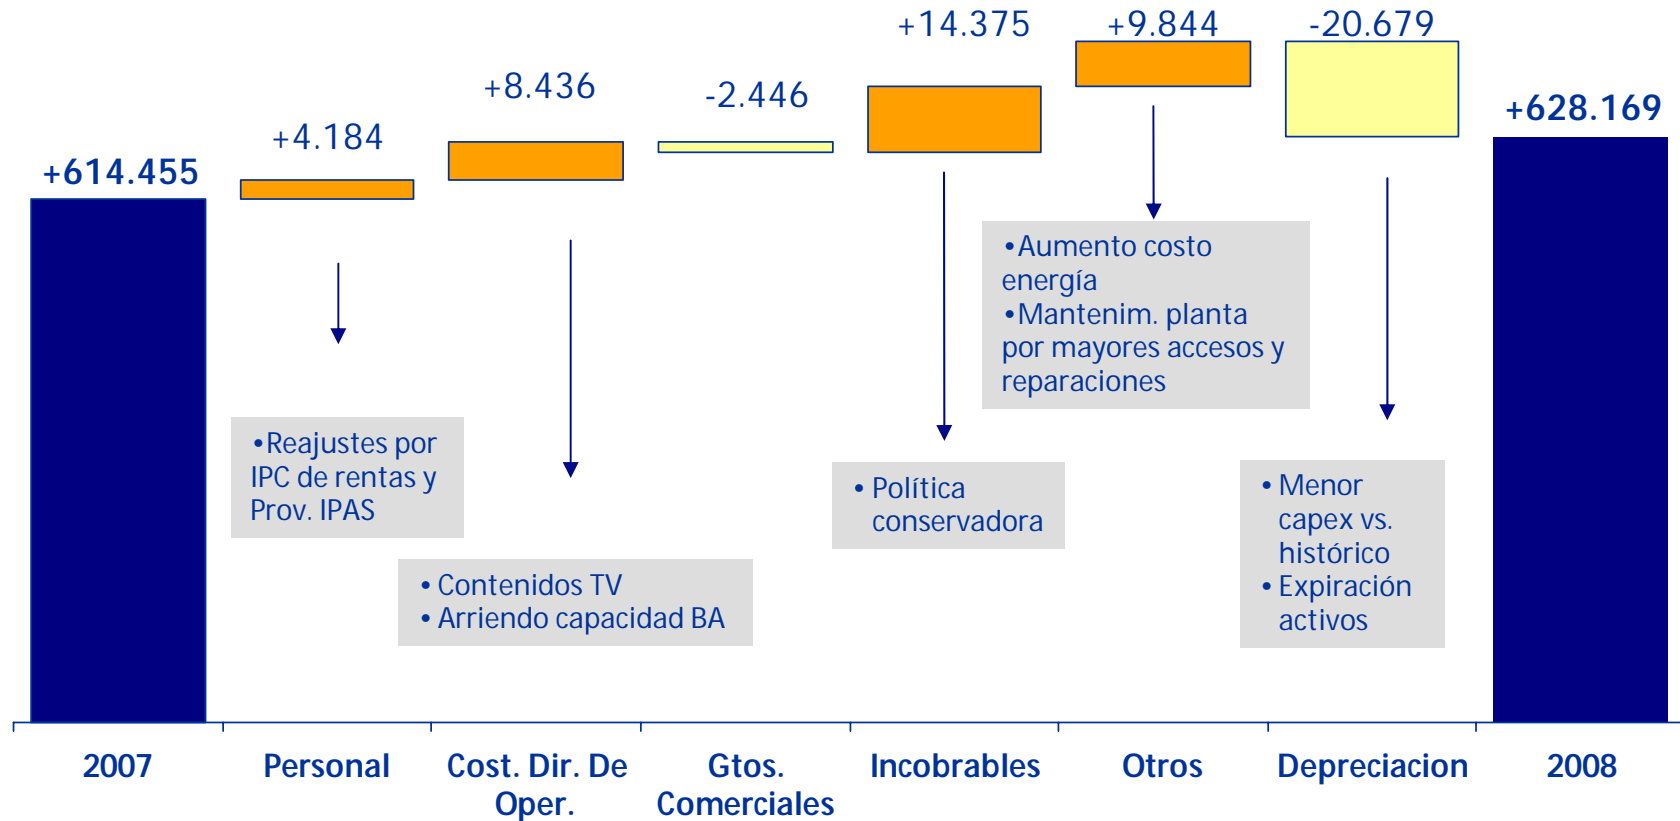 +614.455
+4.184
+8.436
-2.446
+14.375
+9.844
-20.679
+628.169
•Reajustes por
IPC de rentas y
Prov. IPAS
• Contenidos TV
• Arriendo capacidad BA
• Política
conservadora
•Aumento costo
energía
•Mantenim. planta
por mayores accesos y
reparaciones
• Menor
capex vs.
histórico
• Expiración
activos
2007
Personal
Cost. Dir. De
Oper.
Gtos.
Comerciales
Incobrables
Otros
Depreciacion
2008